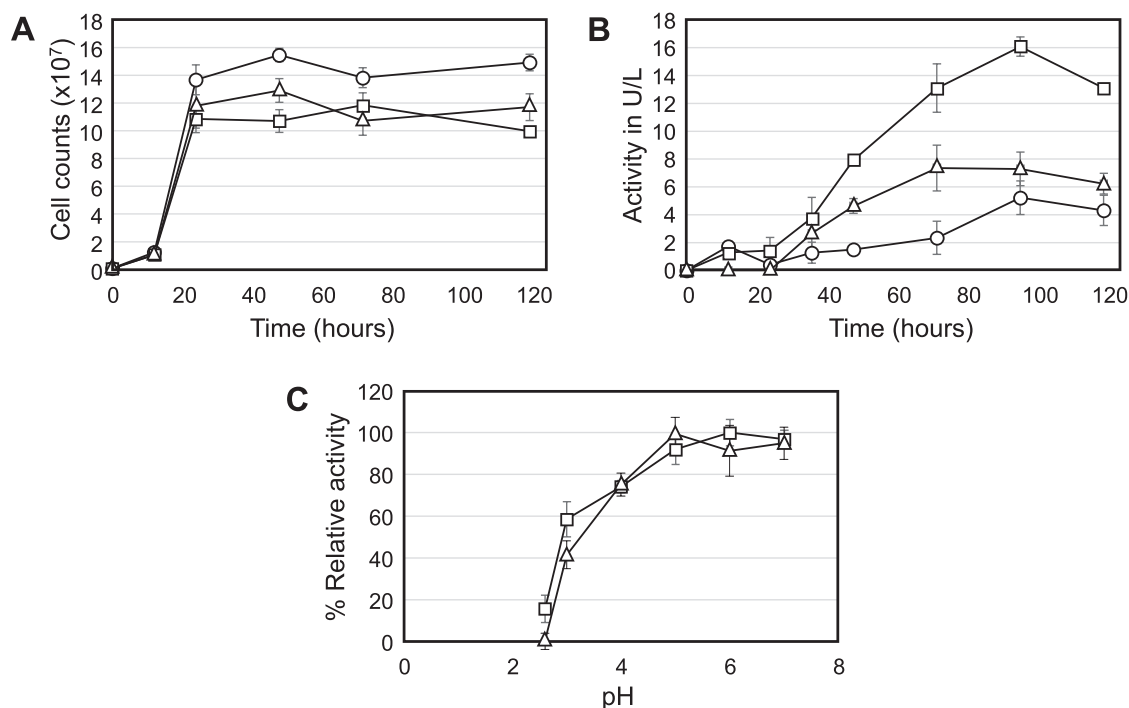 A
Cell counts (x10⁷)
18
16
14
12
10
8
6
4
2
0
0 20 40 60 80 100 120
Time (hours)
B
Activity in U/L
18
16
14
12
10
8
6
4
2
0
0 20 40 60 80 100 120
Time (hours)
C
% Relative activity
120
100
80
60
40
20
0
0 2 4 6 8
pH